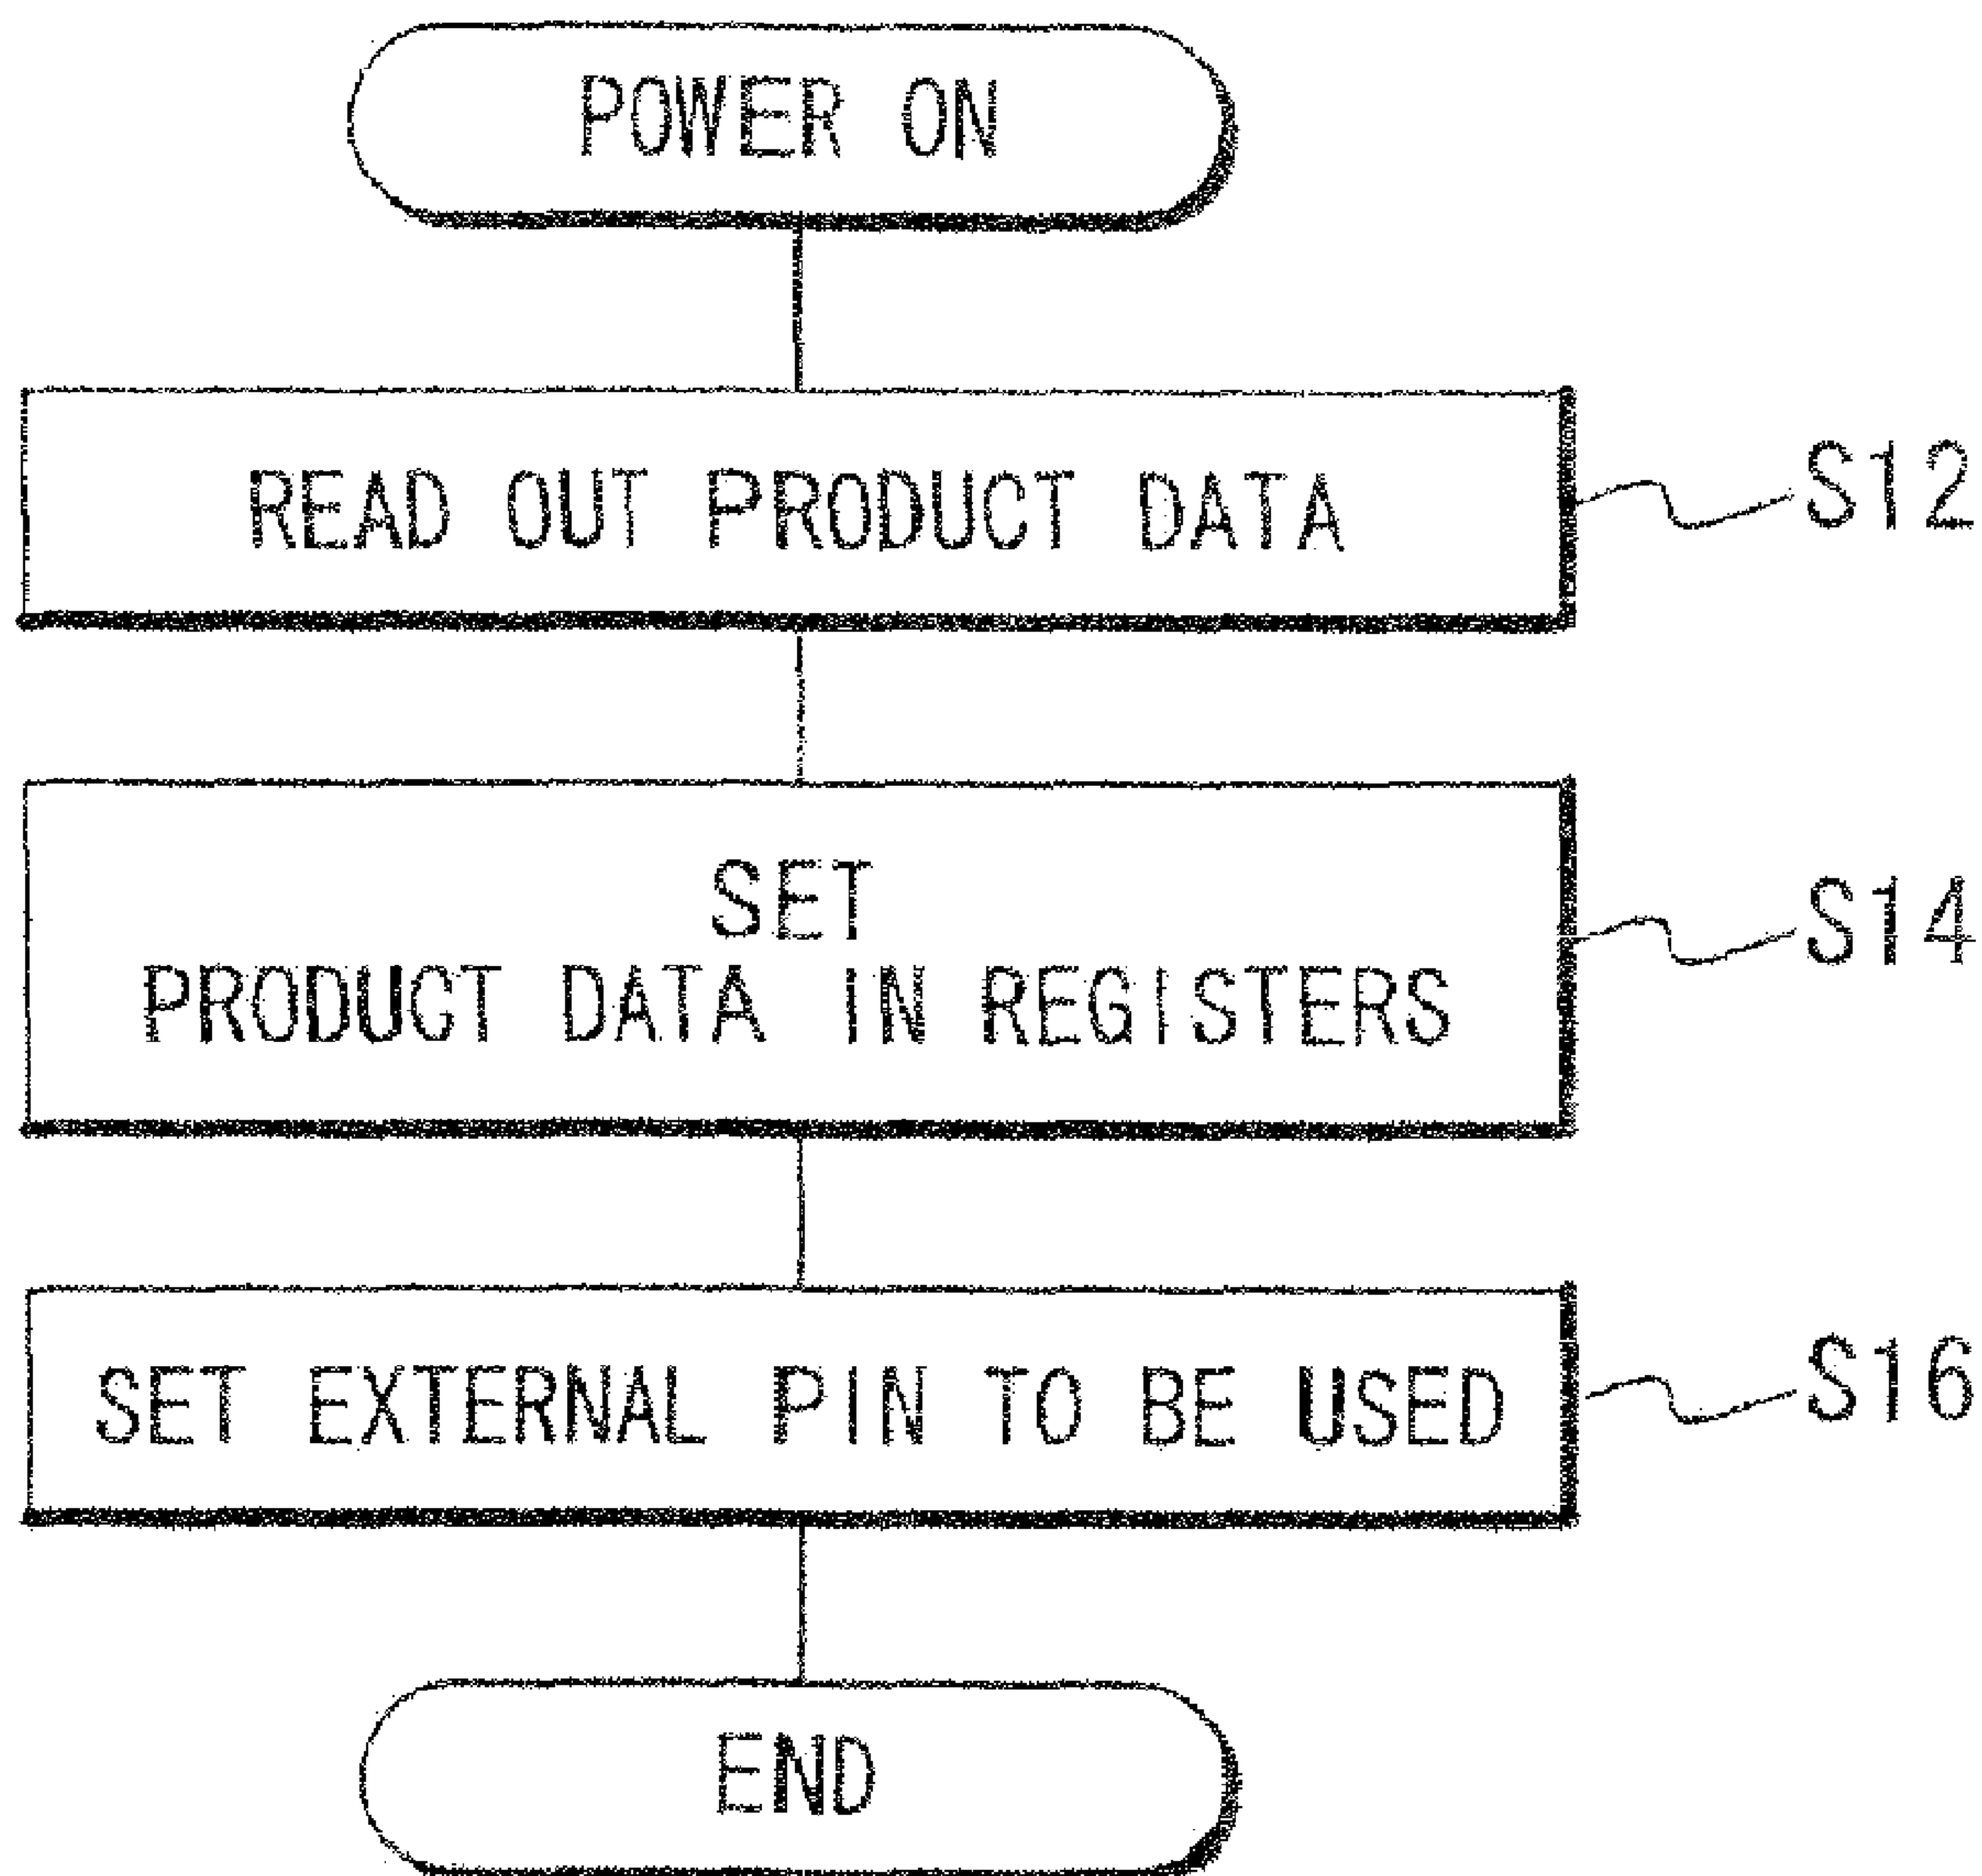 POWER ON
READ OUT PRODUCT DATA
S12
SET
PRODUCT DATA IN REGISTERS
S14
SET EXTERNAL PIN TO BE USED
S16
END